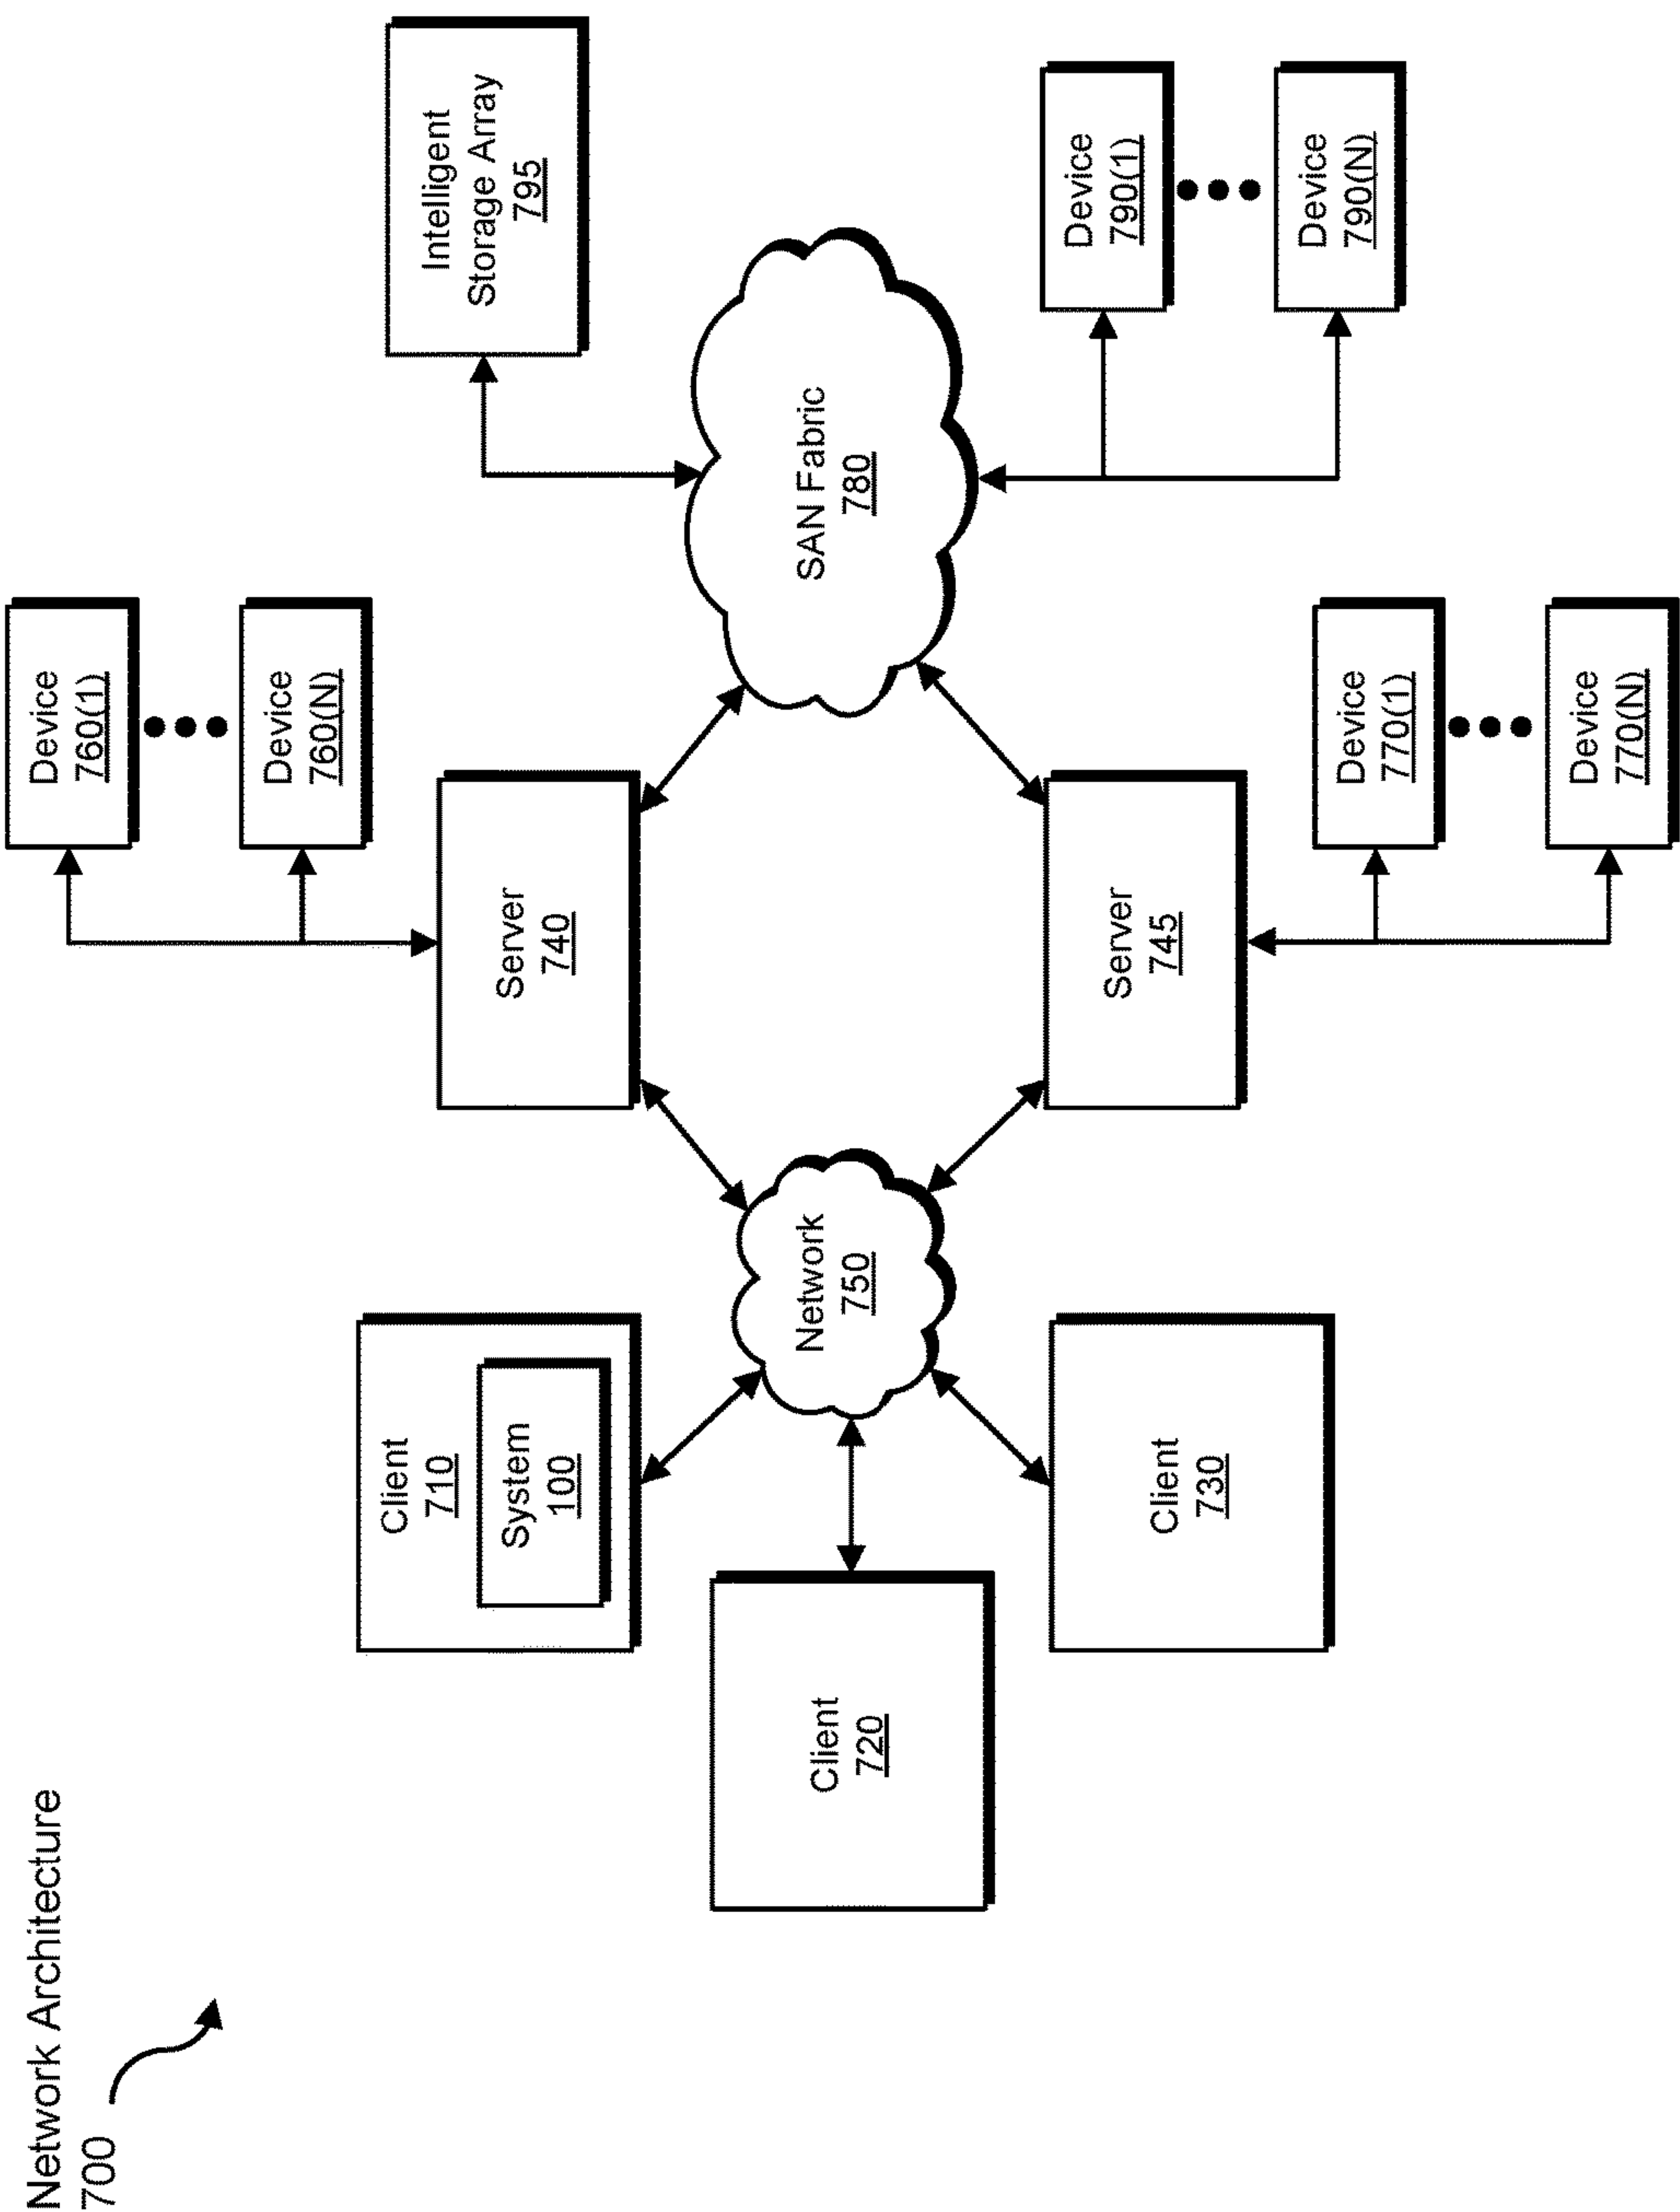 Network Architecture
700
Client
710
System
100
Client
720
Client
730
Network
750
Server
740
Server
745
Device
760(1)
Device
760(N)
Device
770(1)
Device
770(N)
SAN Fabric
780
Intelligent
Storage Array
795
Device
790(1)
Device
790(N)